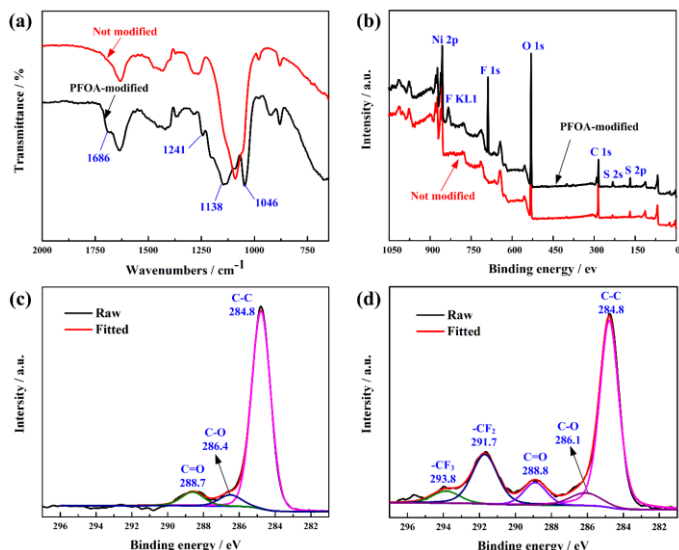 (a)
Not modified
PFOA-modified
1686
1241
1138
1046
Transmittance / %
2000
1750
1500
1250
1000
750
Wavenumbers / cm-1
(b)
Ni 2p
F KL1
F 1s
O 1s
PFOA-modified
C 1s
S 2s
S 2p
Not modified
Intensity / a.u.
1050
900
750
600
450
300
150
0
Binding energy / ev
(c)
Raw
Fitted
C-C
284.8
C-O
286.4
C=O
288.7
Intersity / a.u.
296
294
292
290
288
286
284
282
Binding energy / eV
(d)
Raw
Fitted
C-C
284.8
-CF2
291.7
C-O
286.1
C=O
288.8
-CF3
293.8
Intersity / a.u.
296
294
292
290
288
286
284
282
Binding energy / eV